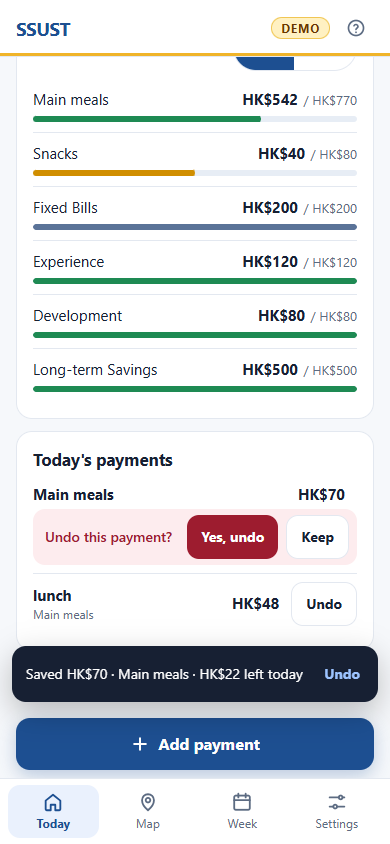 SSUST
DEMO
Main meals HK$542 / HK$770
Snacks HK$40 / HK$80
Fixed Bills HK$200 / HK$200
Experience HK$120 / HK$120
Development HK$80 / HK$80
Long-term Savings HK$500 / HK$500
Today's payments
Main meals HK$70
Undo this payment? Yes, undo Keep
lunch HK$48 Undo
Main meals
Saved HK$70 · Main meals · HK$22 left today Undo
+ Add payment
Today Map Week Settings